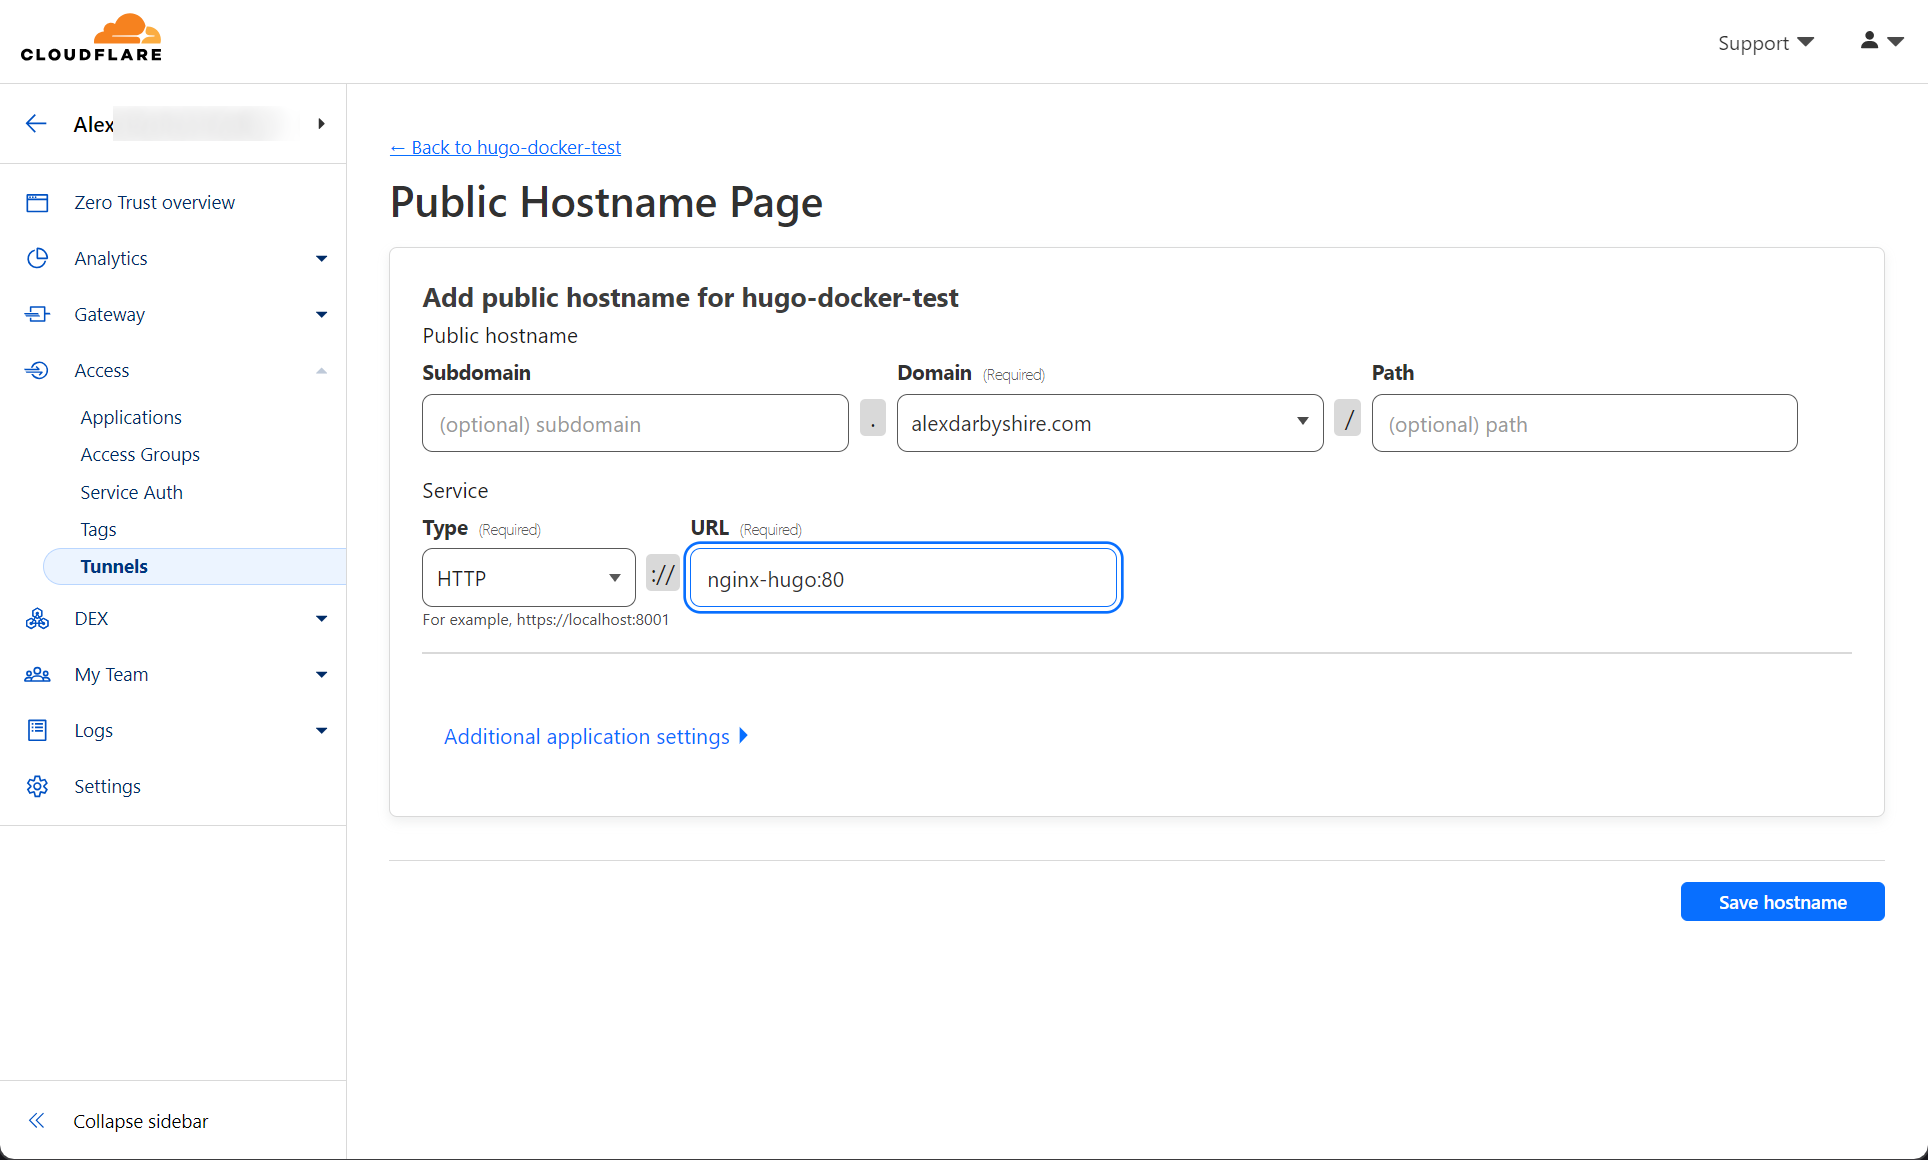 CLOUDFLARE
Support
Alex
Zero Trust overview
Analytics
Gateway
Access
Applications
Access Groups
Service Auth
Tags
Tunnels
DEX
My Team
Logs
Settings
Collapse sidebar
← Back to hugo-docker-test
Public Hostname Page
Add public hostname for hugo-docker-test
Public hostname
Subdomain Domain (Required) Path
(optional) subdomain . alexdarbyshire.com / (optional) path
Service
Type (Required) URL (Required)
HTTP :// nginx-hugo:80
For example, https://localhost:8001
Additional application settings
Save hostname